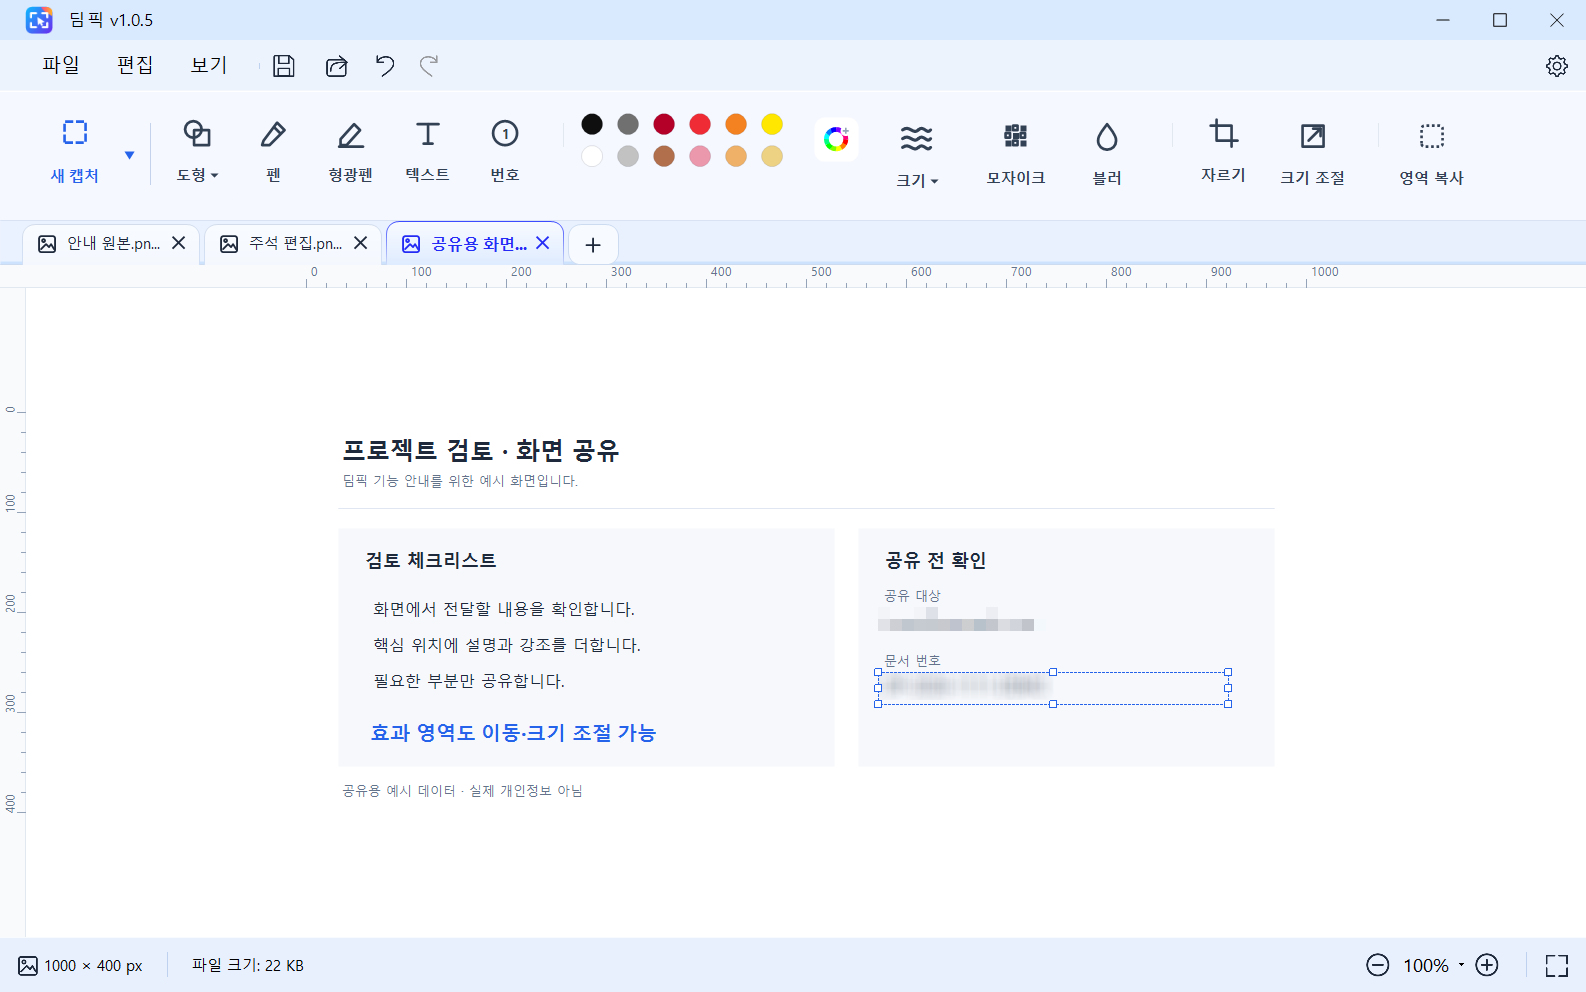 딤픽 v1.0.5
파일 편집 보기
새 캡처 도형 펜 형광펜 텍스트 1 번호 크기 모자이크 블러 자르기 크기 조절 영역 복사
안내 원본.pn... 주석 편집.pn... 공유용 화면...
0 100 200 300 400 500 600 700 800 900 1000
0
100
200
300
400
프로젝트 검토 · 화면 공유
딤픽 기능 안내를 위한 예시 화면입니다.
검토 체크리스트
화면에서 전달할 내용을 확인합니다.
핵심 위치에 설명과 강조를 더합니다.
필요한 부분만 공유합니다.
효과 영역도 이동·크기 조절 가능
공유 전 확인
공유 대상
문서 번호
공유용 예시 데이터 · 실제 개인정보 아님
1000 × 400 px 파일 크기: 22 KB 100%